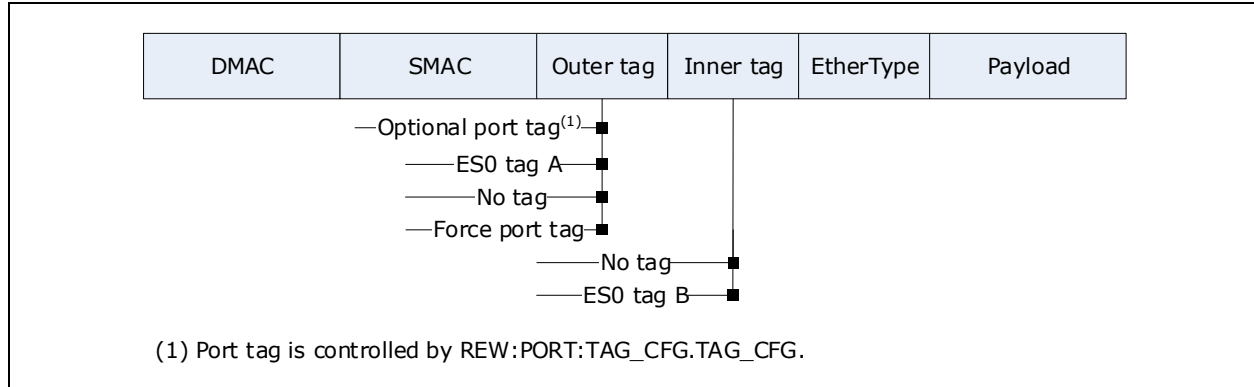 DMAC SMAC Outer tag Inner tag EtherType Payload
Optional port tag(1)
ES0 tag A
No tag
Force port tag
No tag
ES0 tag B
(1) Port tag is controlled by REW:PORT:TAG_CFG.TAG_CFG.